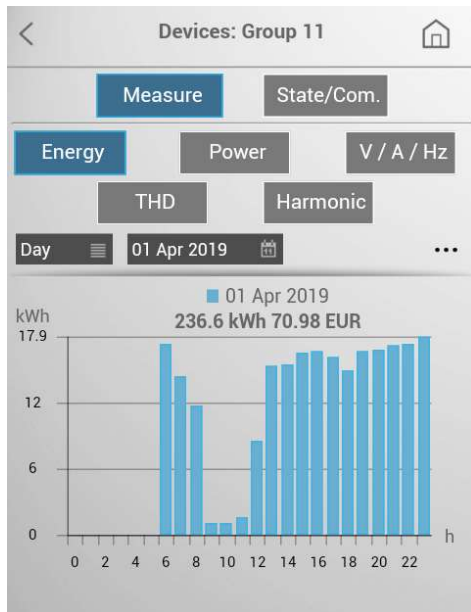 Devices: Group 11
Measure State/Com.
Energy Power V / A / Hz
THD Harmonic
Day 01 Apr 2019
01 Apr 2019
kWh 236.6 kWh 70.98 EUR
17.9
12
6
0 h
0 2 4 6 8 10 12 14 16 18 20 22